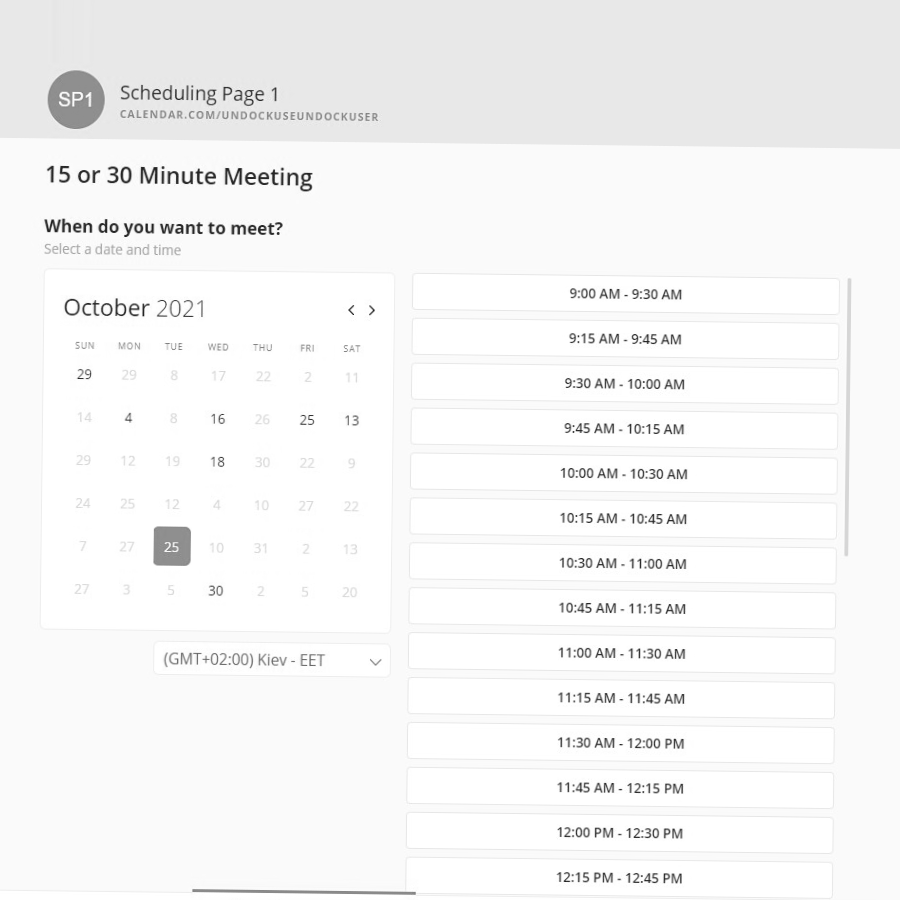 SP1
Scheduling Page 1
CALENDAR.COM/UNDOCKUSEUNDOCKUSER
15 or 30 Minute Meeting
When do you want to meet?
Select a date and time
October 2021
SUN MON TUE WED THU FRI SAT
29 29 8 17 22 2 11
14 4 8 16 26 25 13
29 12 19 18 30 22 9
24 25 12 4 10 27 22
7 27 25 10 31 2 13
27 3 5 30 2 5 20
(GMT+02:00) Kiev - EET
9:00 AM - 9:30 AM
9:15 AM - 9:45 AM
9:30 AM - 10:00 AM
9:45 AM - 10:15 AM
10:00 AM - 10:30 AM
10:15 AM - 10:45 AM
10:30 AM - 11:00 AM
10:45 AM - 11:15 AM
11:00 AM - 11:30 AM
11:15 AM - 11:45 AM
11:30 AM - 12:00 PM
11:45 AM - 12:15 PM
12:00 PM - 12:30 PM
12:15 PM - 12:45 PM